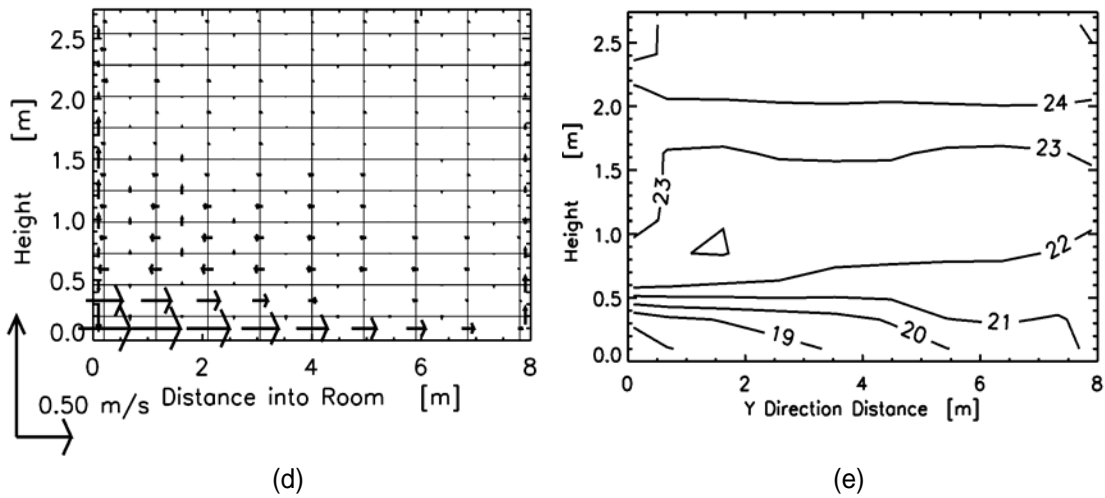 2.5
2.0
1.5
1.0
0.5
0.0
Height [m]
0 2 4 6 8
Distance into Room [m]
0.50 m/s
(d)
2.5
2.0
1.5
1.0
0.5
0.0
Height [m]
24
23
23
22
21
20
19
0 2 4 6 8
Y Direction Distance [m]
(e)